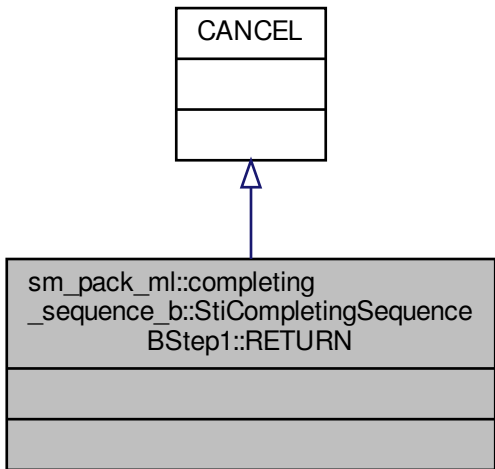 CANCEL
sm_pack_ml::completing
_sequence_b::StiCompletingSequence
BStep1::RETURN